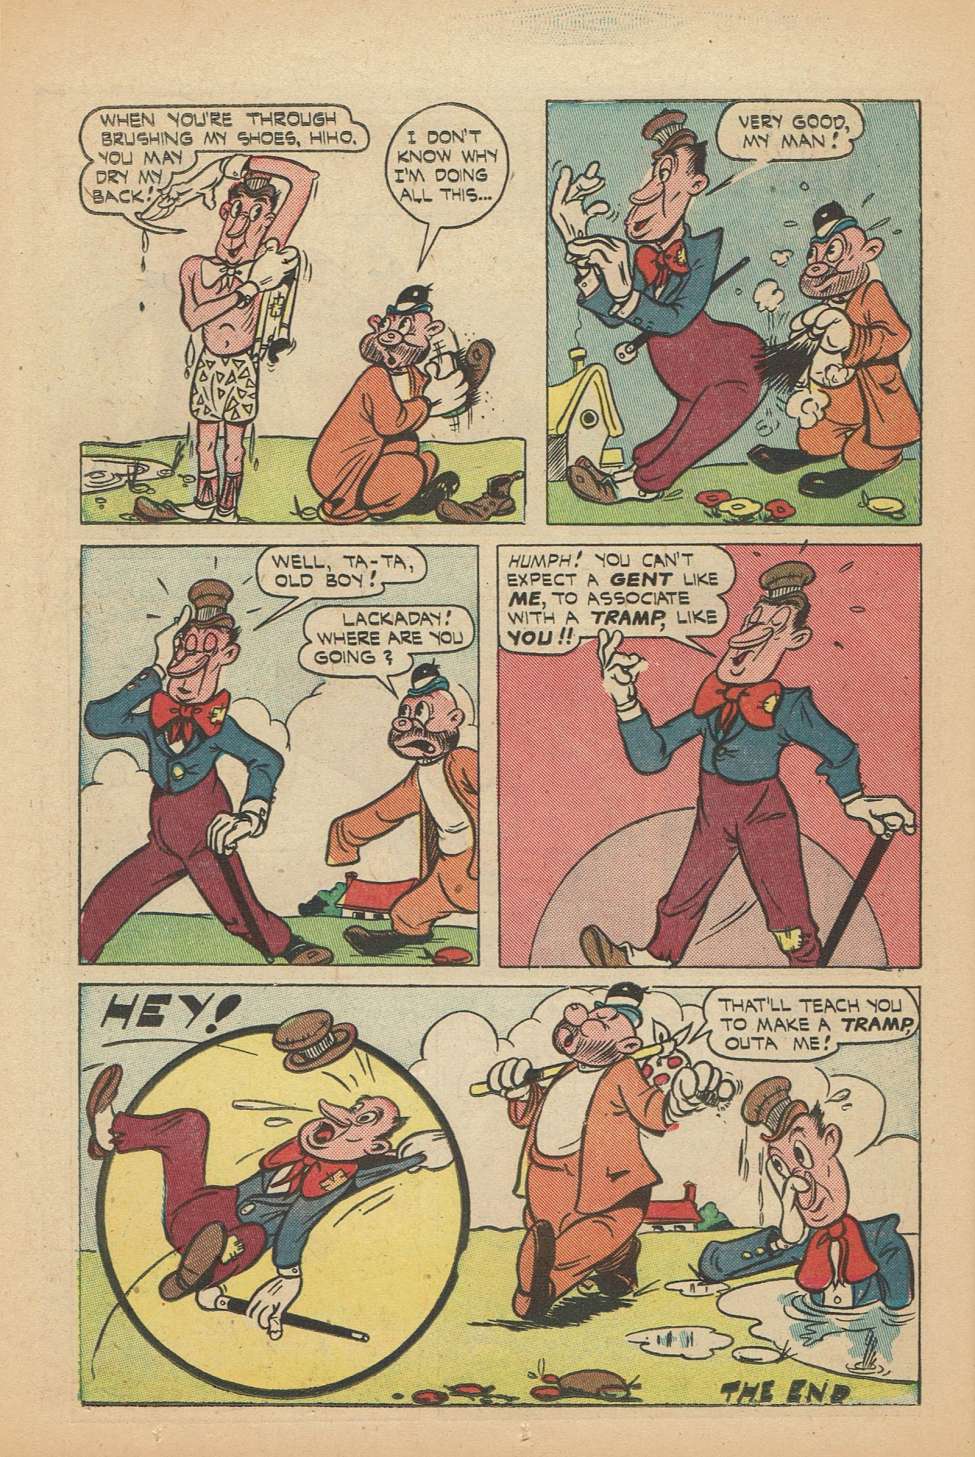 WHEN YOU'RE THROUGH
BRUSHING MY SHOES, HIHO,
YOU MAY
DRY MY
BACK!
I DON'T
KNOW WHY
I'M DOING
ALL THIS...
VERY GOOD,
MY MAN!
WELL, TA-TA,
OLD BOY!
LACKADAY!
WHERE ARE YOU
GOING?
HUMPH! YOU CAN'T
EXPECT A GENT LIKE
ME, TO ASSOCIATE
WITH A TRAMP, LIKE
YOU!!
HEY!
THAT'LL TEACH YOU
TO MAKE A TRAMP,
OUTA ME!
THE END